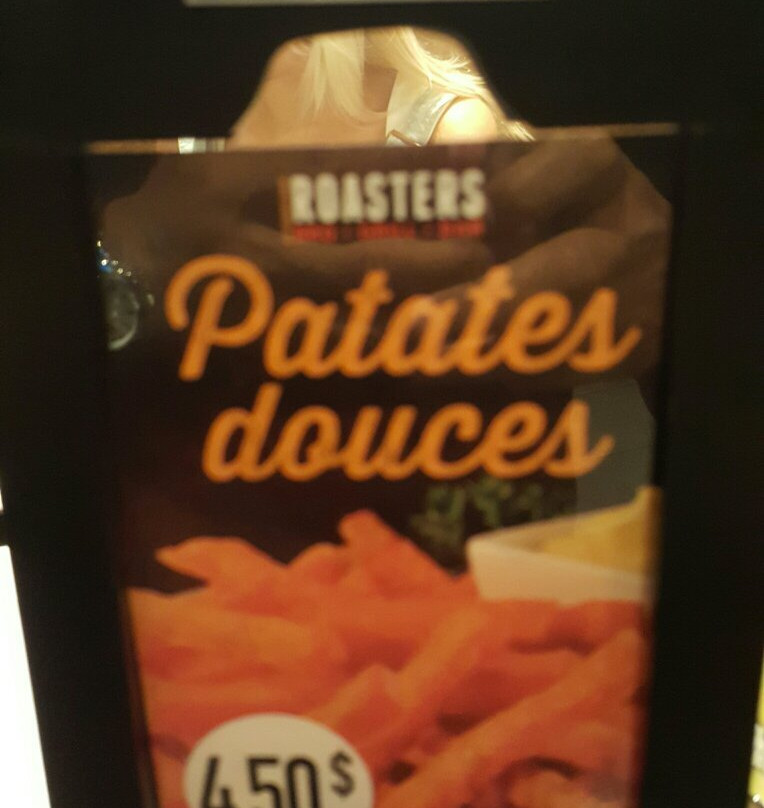 ROASTERS
Patates
douces
4,50 $